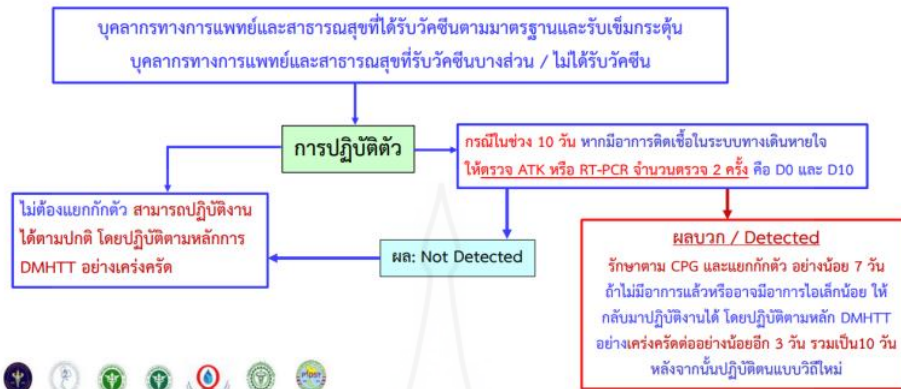 บุคลากรทางการแพทย์และสาธารณสุขที่ได้รับวัคซีนตามมาตรฐานและรับเข็มกระตุ้น
บุคลากรทางการแพทย์และสาธารณสุขที่รับวัคซีนบางส่วน / ไม่ได้รับวัคซีน
การปฏิบัติตัว
กรณีในช่วง 10 วัน หากมีอาการติดเชื้อในระบบทางเดินหายใจ
ให้ตรวจ ATK หรือ RT-PCR จำนวนตรวจ 2 ครั้ง คือ D0 และ D10
ไม่ต้องแยกกักตัว สามารถปฏิบัติงาน
ได้ตามปกติ โดยปฏิบัติตามหลักการ
DMHTT อย่างเคร่งครัด
ผล: Not Detected
ผลบวก / Detected
รักษาตาม CPG และแยกกักตัว อย่างน้อย 7 วัน
ถ้าไม่มีอาการแล้วหรืออาจมีอาการไอเล็กน้อย ให้
กลับมาปฏิบัติงานได้ โดยปฏิบัติตามหลัก DMHTT
อย่างเคร่งครัดต่ออย่างน้อยอีก 3 วัน รวมเป็น10 วัน
หลังจากนั้นปฏิบัติตนแบบวิถีใหม่